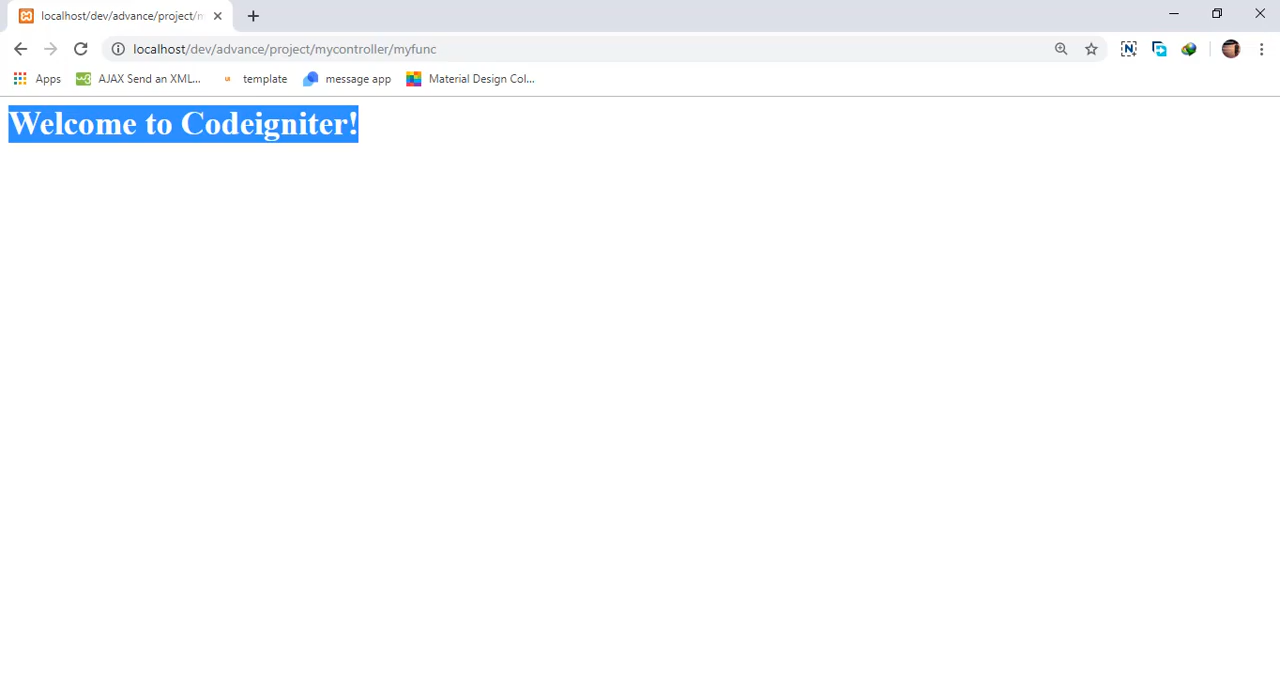 localhost/dev/advance/project/m
localhost/dev/advance/project/mycontroller/myfunc
Apps AJAX Send an XML... template message app Material Design Col...
Welcome to Codeigniter!